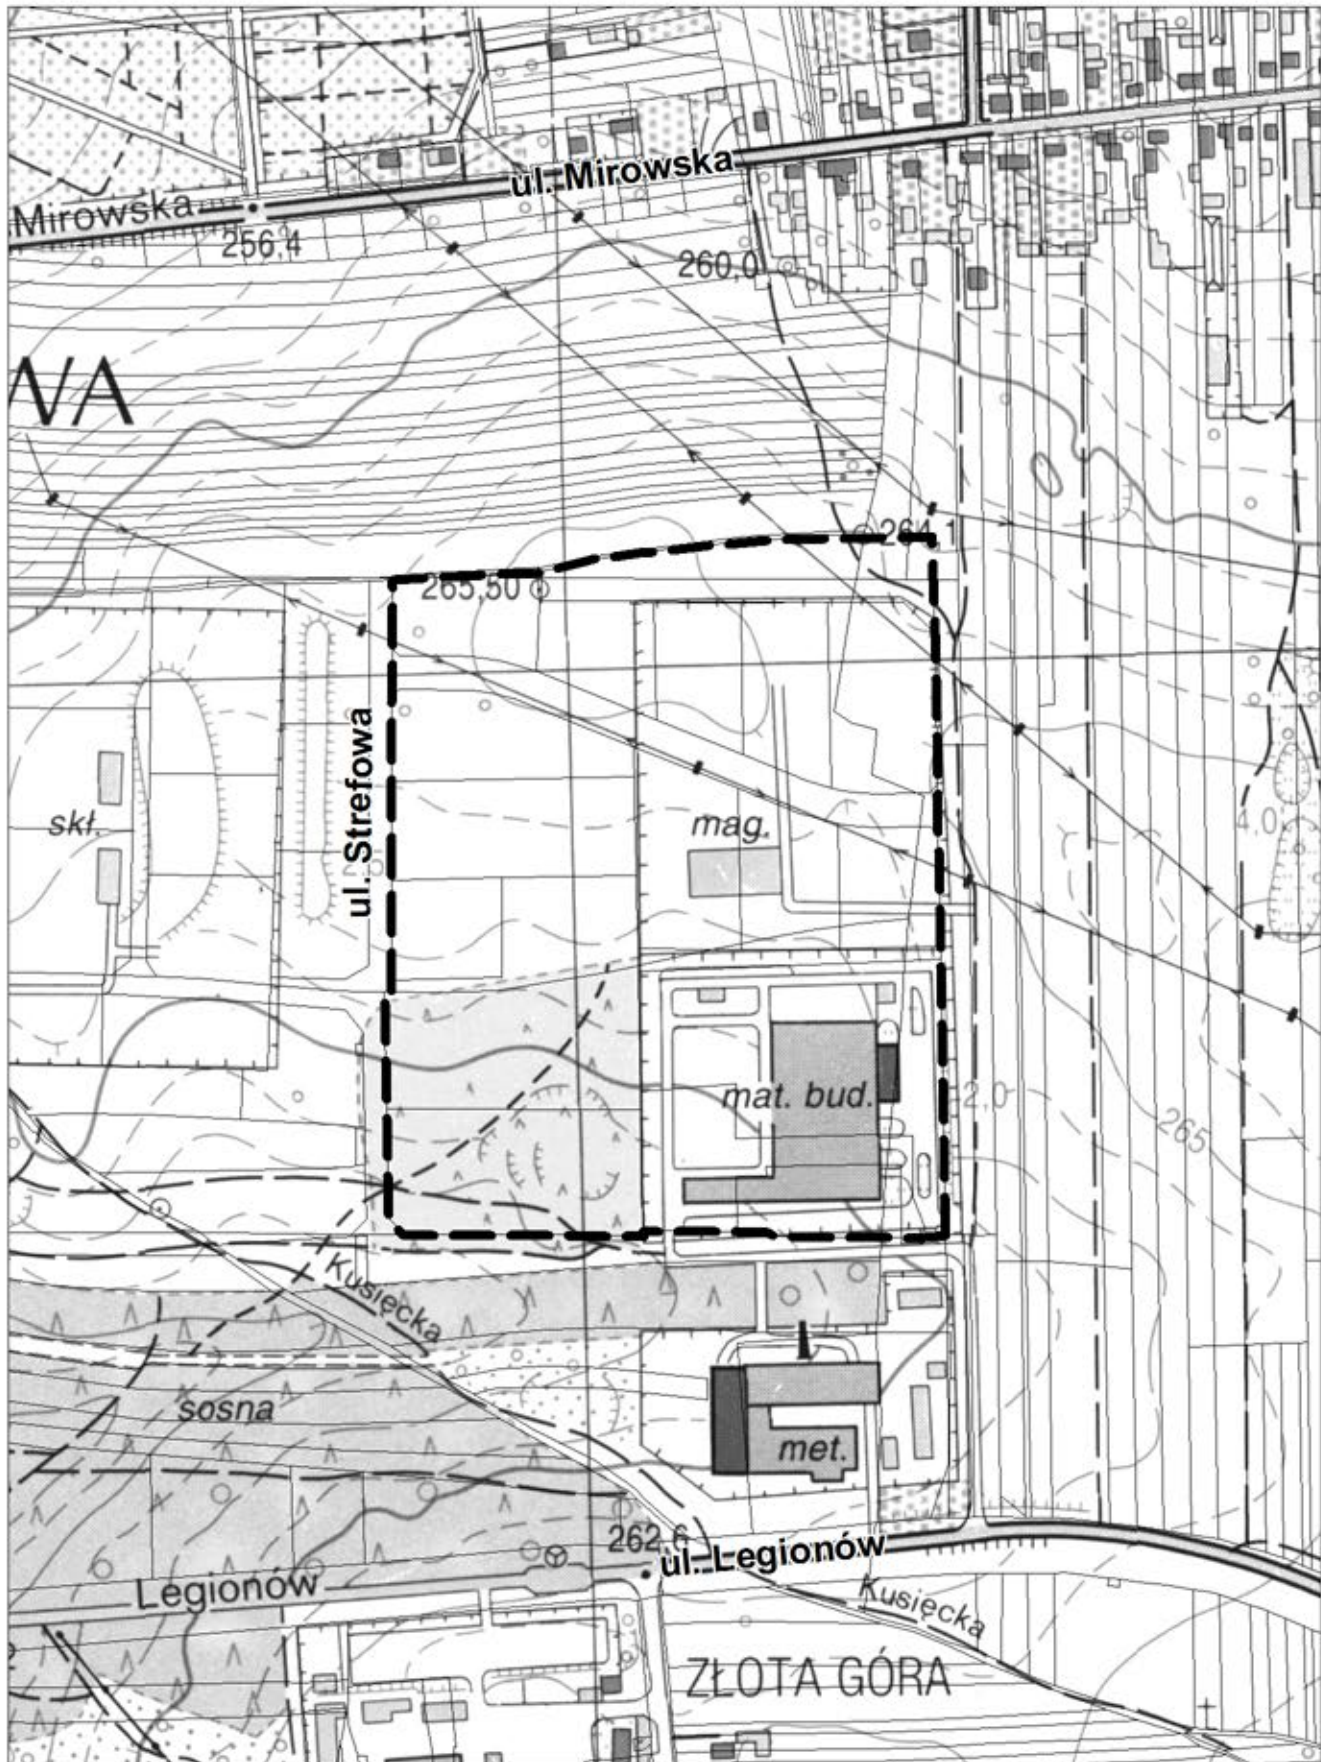 ul. Mirowska
Mirowska
256,4
260,0
WA
264,1
265,50
ul. Strefowa
skł.
mag.
4,0
mat. bud.
2,0
265
Kusięcka
sosna
met.
262,6
ul. Legionów
Legionów
Kusięcka
ZŁOTA GÓRA